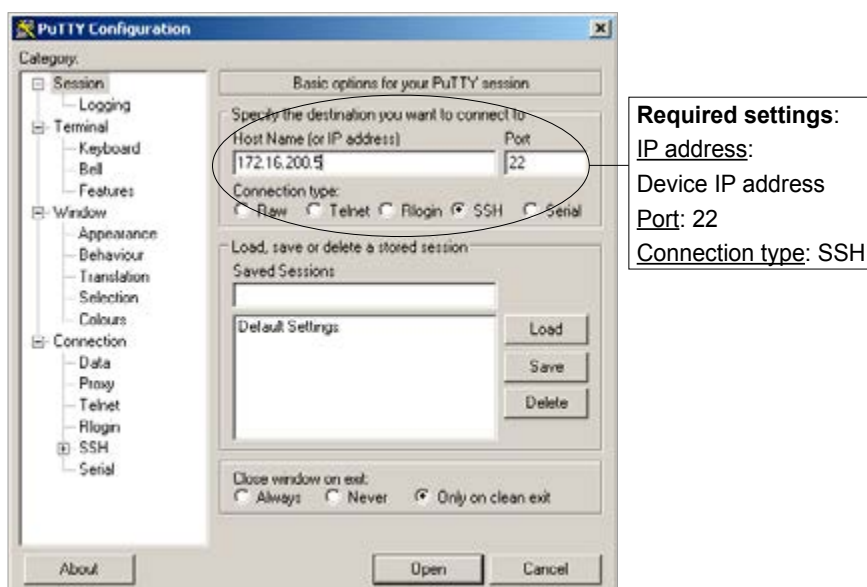 PuTTY Configuration
Category:
Session
Logging
Terminal
Keyboard
Bell
Features
Window
Appearance
Behaviour
Translation
Selection
Colours
Connection
Data
Proxy
Telnet
Rlogin
SSH
Serial
Basic options for your PuTTY session
Specify the destination you want to connect to
Host Name (or IP address) Port
172.16.200.5 22
Connection type:
Raw Telnet Rlogin SSH Serial
Load, save or delete a stored session
Saved Sessions
Default Settings
Load
Save
Delete
Close window on exit:
Always Never Only on clean exit
About Open Cancel
Required settings:
IP address:
Device IP address
Port: 22
Connection type: SSH